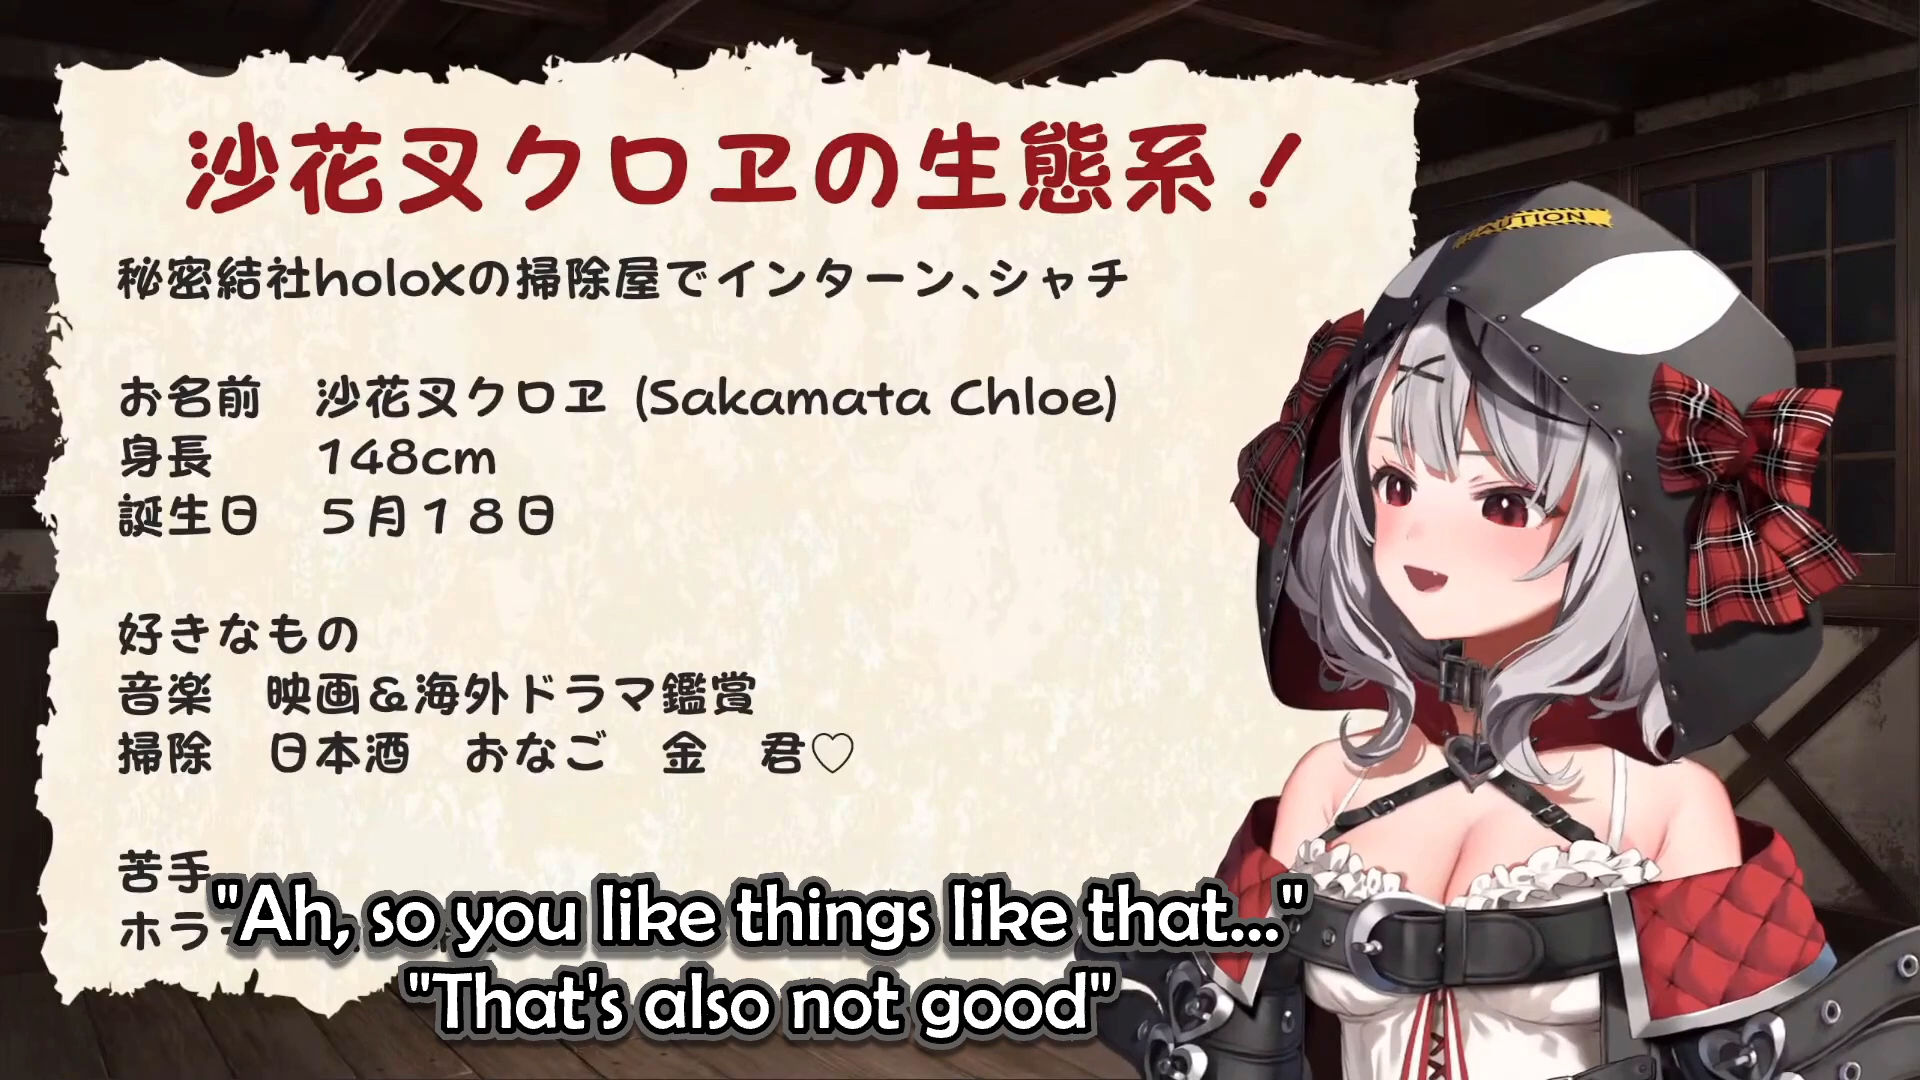 沙花叉クロヱの生態系!
秘密結社holoXの掃除屋でインターン、シャチ
お名前 沙花叉クロヱ (Sakamata Chloe)
身長 148cm
誕生日 5月18日
好きなもの
音楽 映画&海外ドラマ鑑賞
掃除 日本酒 おなご 金 君♡
苦手
ホラ
"Ah, so you like things like that..."
"That's also not good"
CAUTION